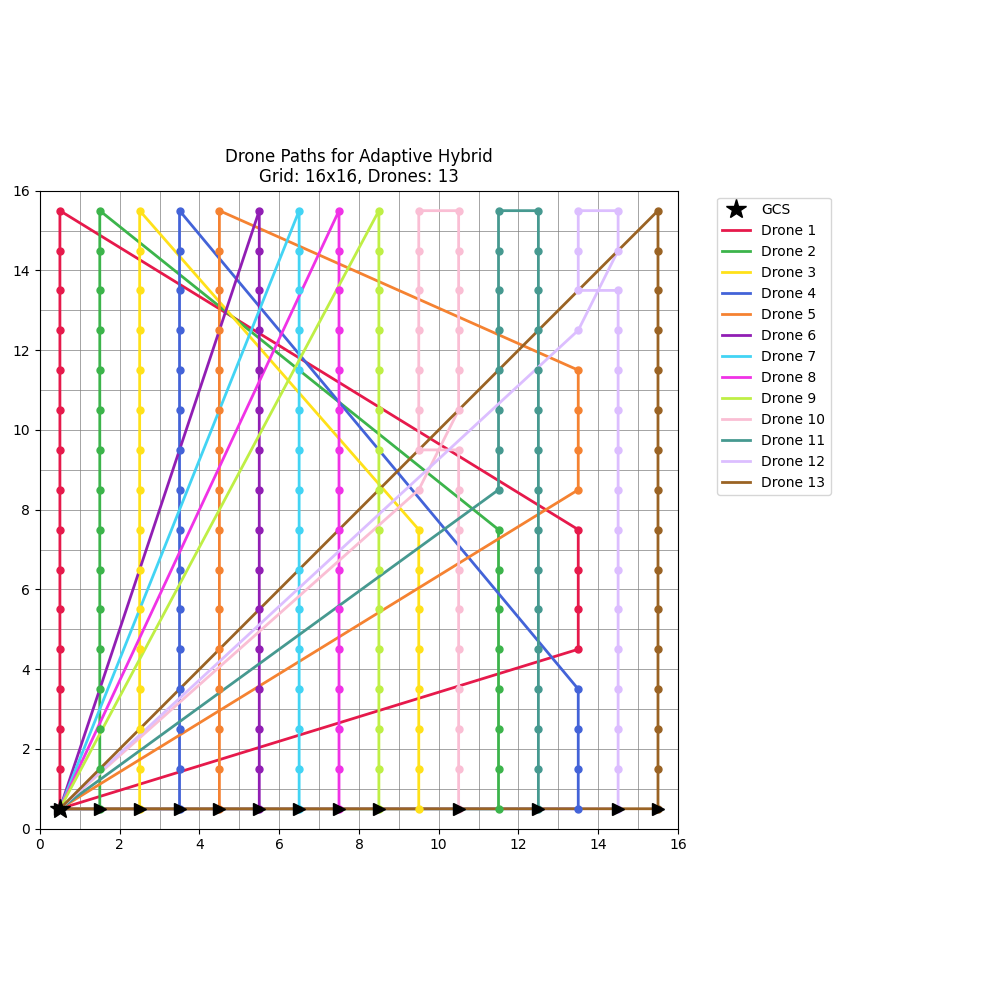 Drone Paths for Adaptive Hybrid
Grid: 16x16, Drones: 13
16
14
12
10
8
6
4
2
0
0 2 4 6 8 10 12 14 16
GCS
Drone 1
Drone 2
Drone 3
Drone 4
Drone 5
Drone 6
Drone 7
Drone 8
Drone 9
Drone 10
Drone 11
Drone 12
Drone 13